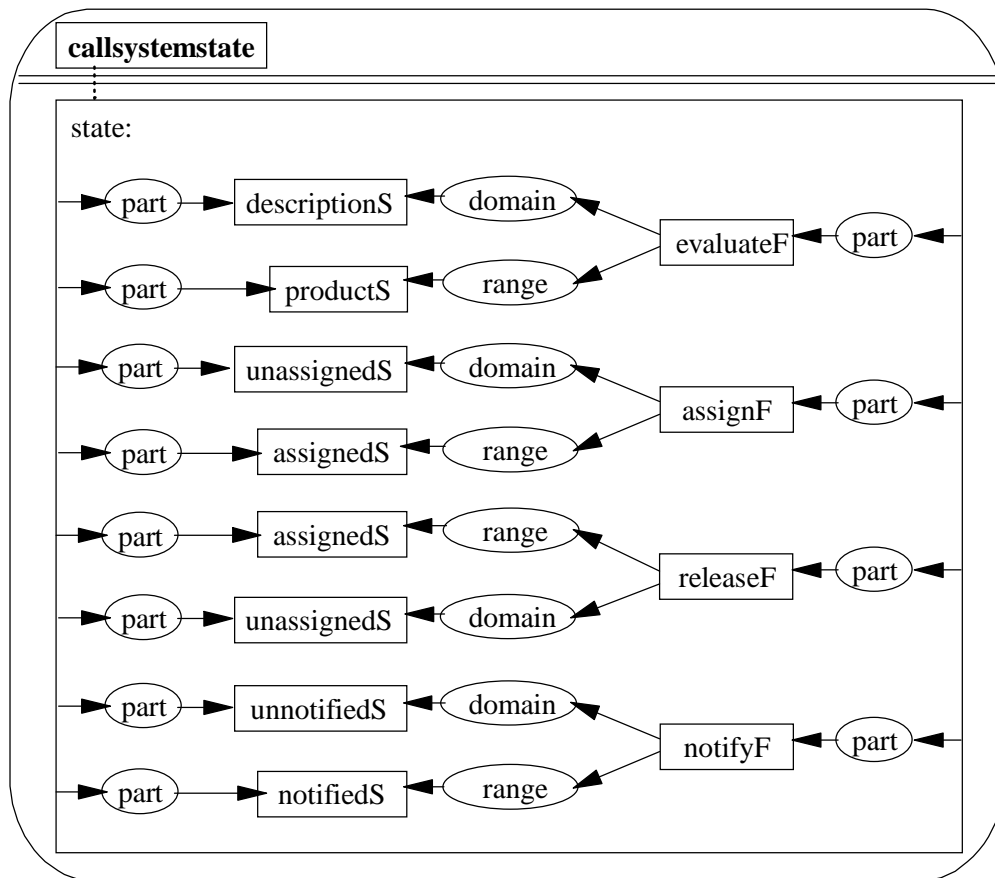 callsystemstate
state:
part descriptionS domain
evaluateF part
part productS range
part unassignedS domain
assignF part
part assignedS range
part assignedS range
releaseF part
part unassignedS domain
part unnotifiedS domain
notifyF part
part notifiedS range